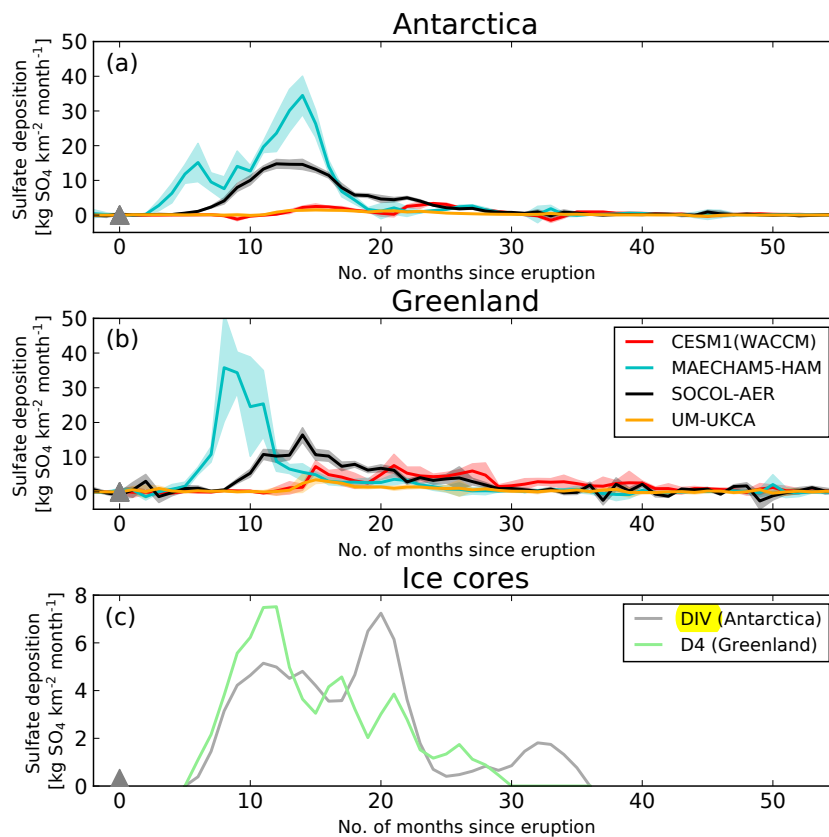 Antarctica
(a)
Sulfate deposition
[kg SO₄ km⁻² month⁻¹]
50
40
30
20
10
0
0 10 20 30 40 50
No. of months since eruption
Greenland
(b)
Sulfate deposition
[kg SO₄ km⁻² month⁻¹]
50
40
30
20
10
0
CESM1(WACCM)
MAECHAM5-HAM
SOCOL-AER
UM-UKCA
0 10 20 30 40 50
No. of months since eruption
Ice cores
(c)
Sulfate deposition
[kg SO₄ km⁻² month⁻¹]
8
6
4
2
0
DIV (Antarctica)
D4 (Greenland)
0 10 20 30 40 50
No. of months since eruption